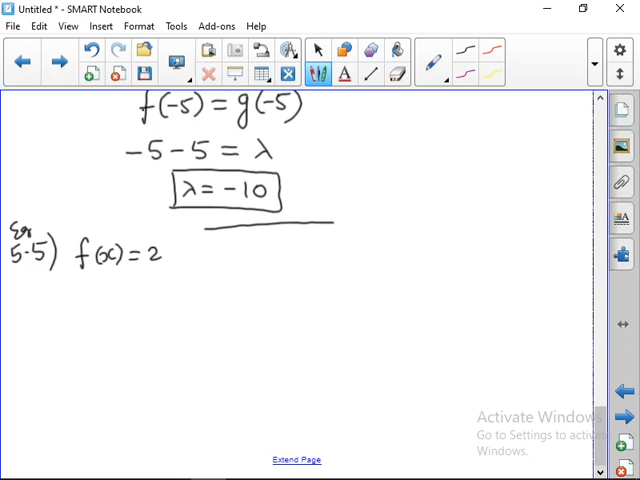 Untitled * - SMART Notebook
File Edit View Insert Format Tools Add-ons Help
f(-5) = g(-5)
-5 - 5 = λ
λ = -10
Ex
5.5) f(x) = 2
Activate Windows
Go to Settings to activate
Windows.
Extend Page